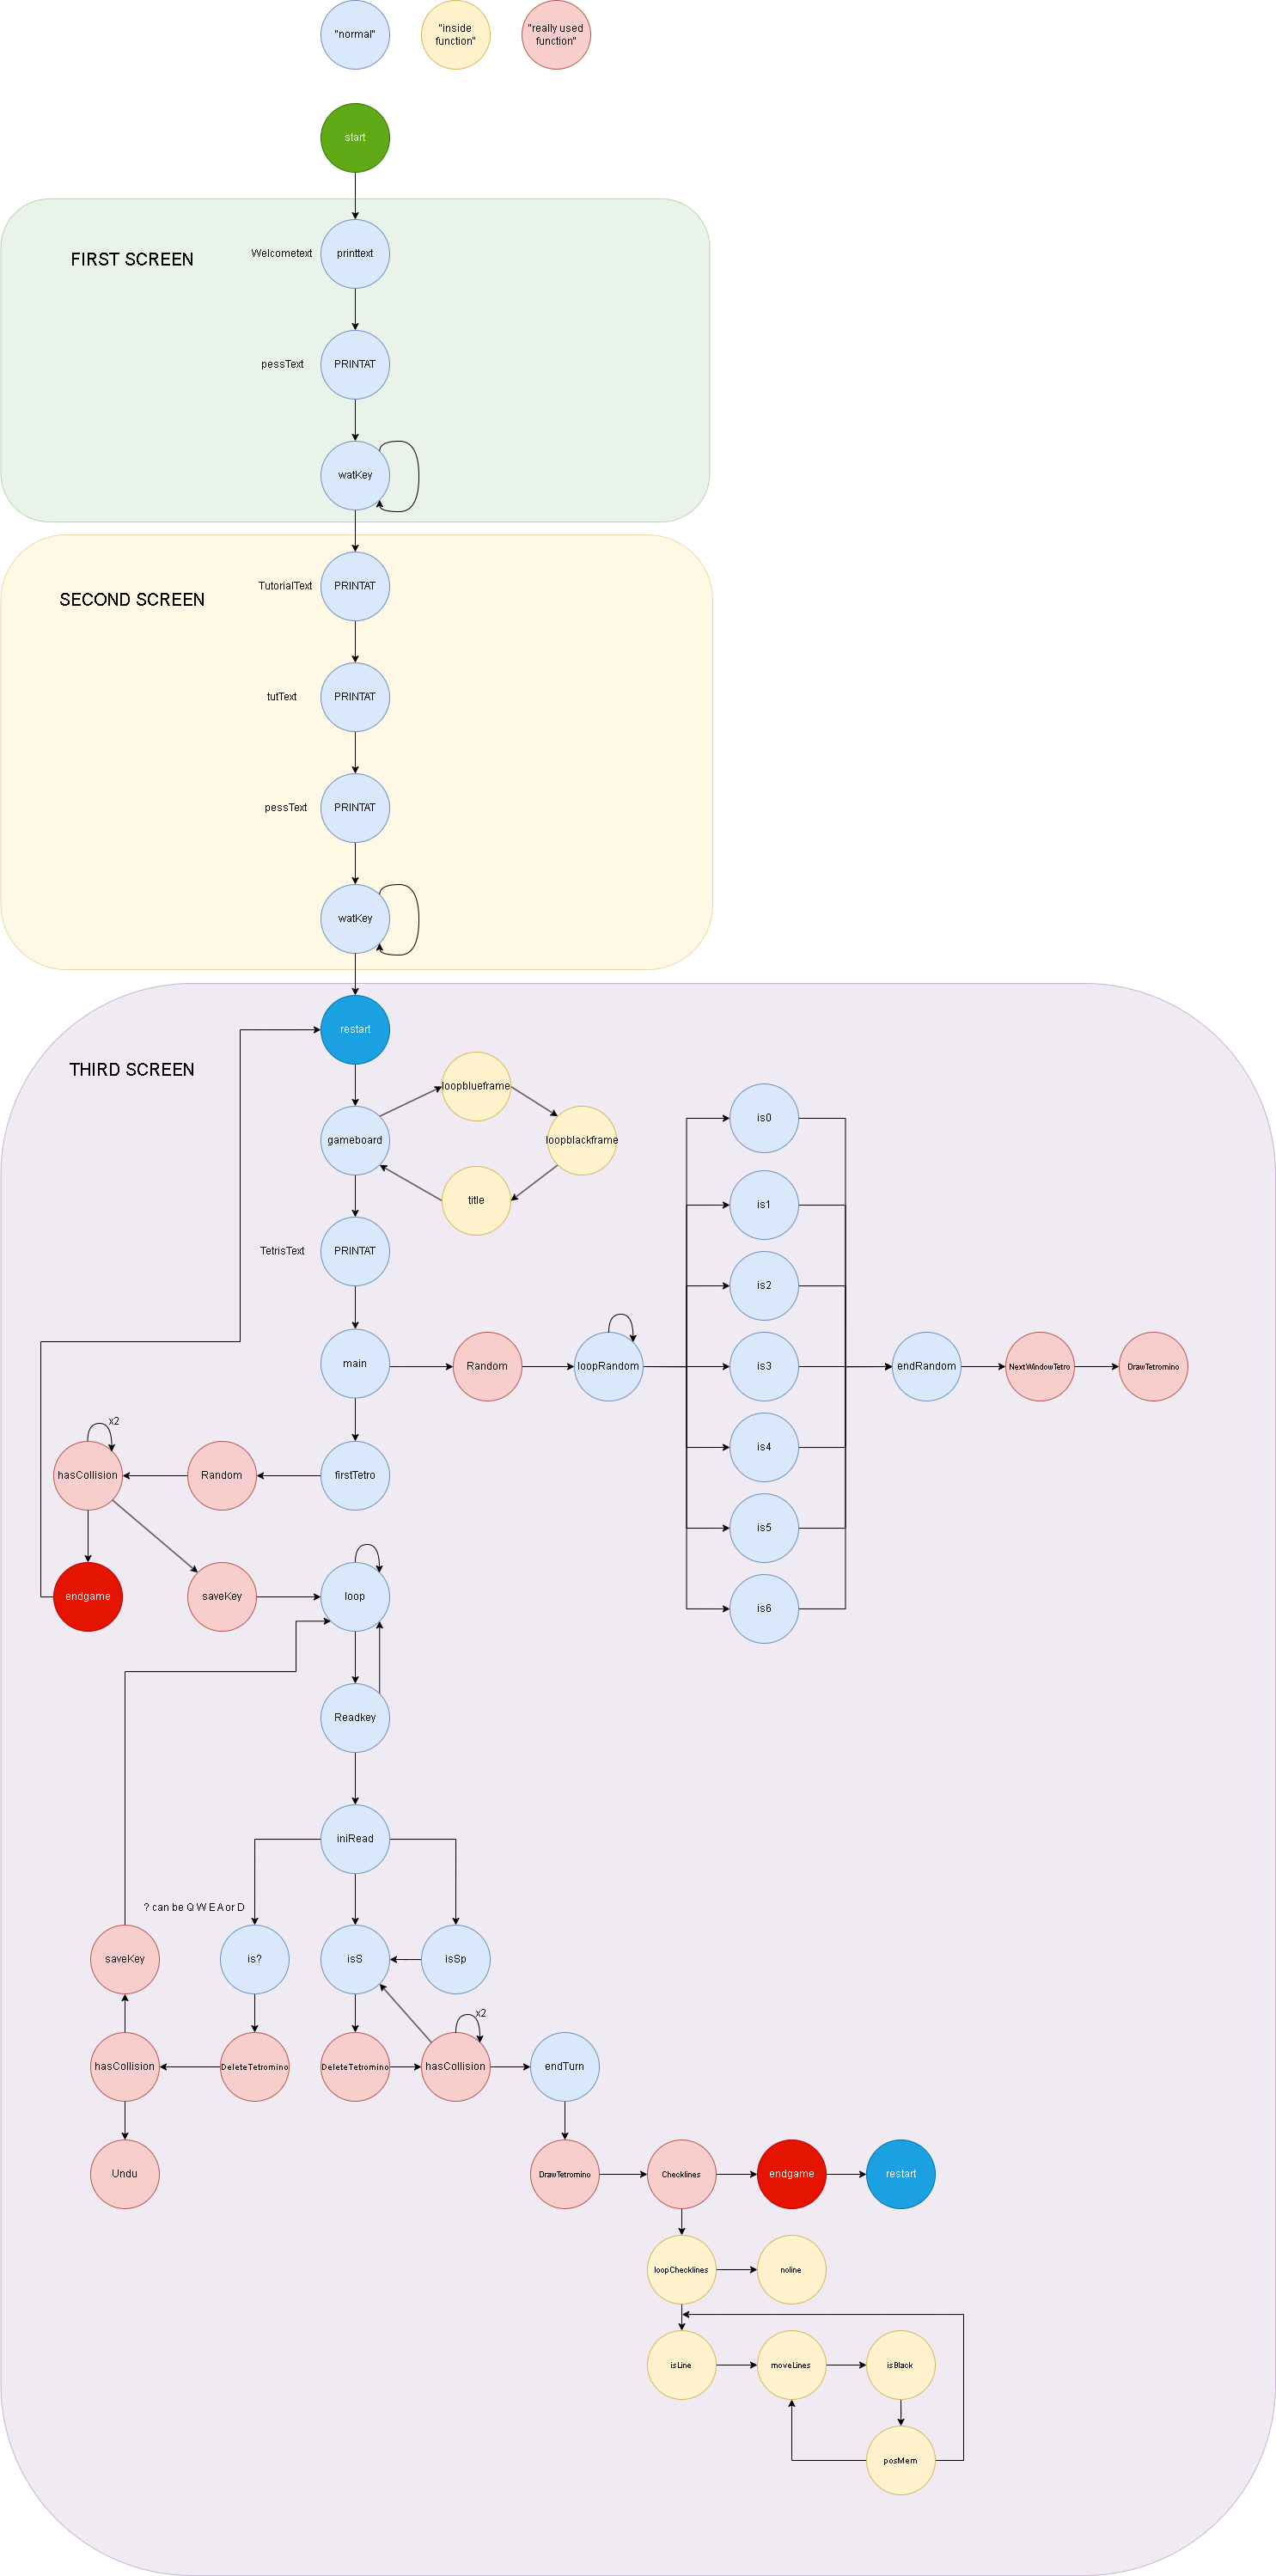 "normal"
"inside
function"
"really used
function"
start
FIRST SCREEN
Welcometext
printtext
pessText
PRINTAT
watKey
SECOND SCREEN
TutorialText
PRINTAT
tutText
PRINTAT
pessText
PRINTAT
watKey
restart
THIRD SCREEN
loopblueframe
gameboard
loopblackframe
title
TetrisText
PRINTAT
is0
is1
is2
main
Random
loopRandom
is3
endRandom
NextWindowTetro
DrawTetromino
is4
is5
is6
x2
hasCollision
Random
firstTetro
endgame
saveKey
loop
Readkey
iniRead
? can be Q W E A or D
saveKey
is?
isS
isSp
x2
hasCollision
DeleteTetromino
DeleteTetromino
hasCollision
endTurn
Undu
DrawTetromino
Checklines
endgame
restart
loopChecklines
noline
isLine
moveLines
isBlack
posMem